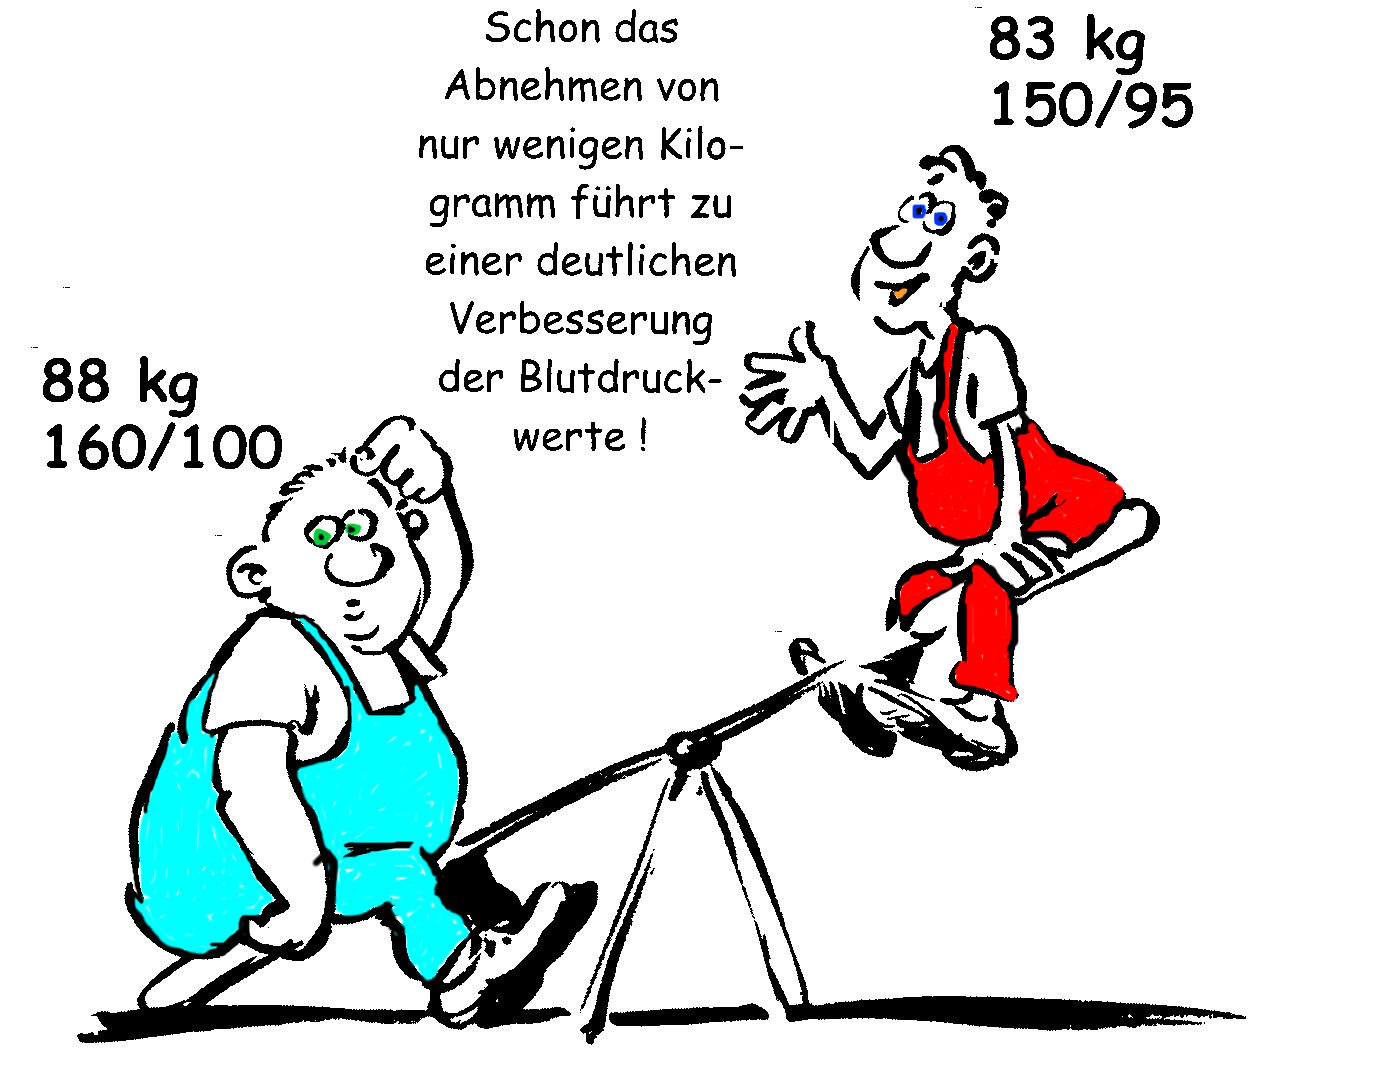 Schon das
Abnehmen von
nur wenigen Kilo-
gramm führt zu
einer deutlichen
Verbesserung
der Blutdruck-
werte !
83 kg
150/95
88 kg
160/100